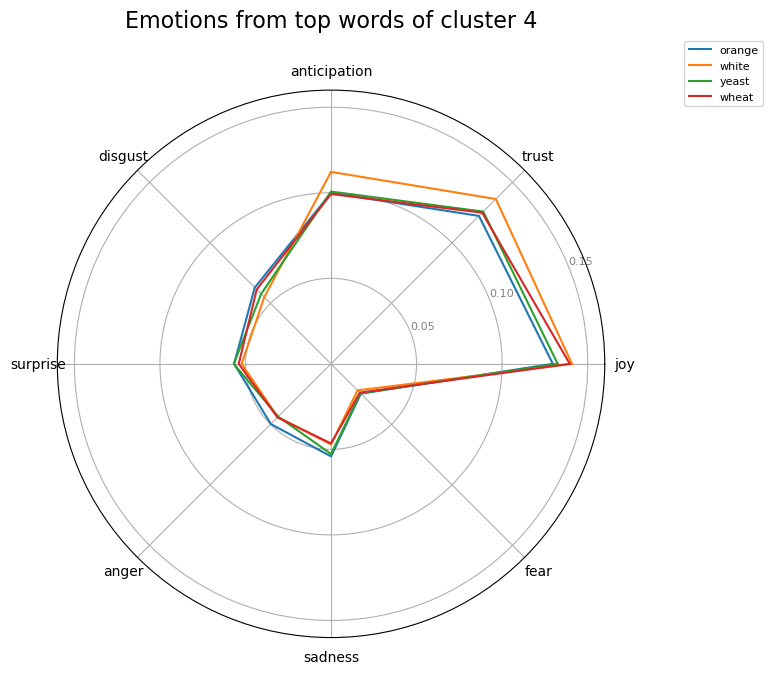 Emotions from top words of cluster 4
orange
white
yeast
wheat
anticipation
disgust
trust
0.15
0.10
0.05
surprise
joy
anger
fear
sadness